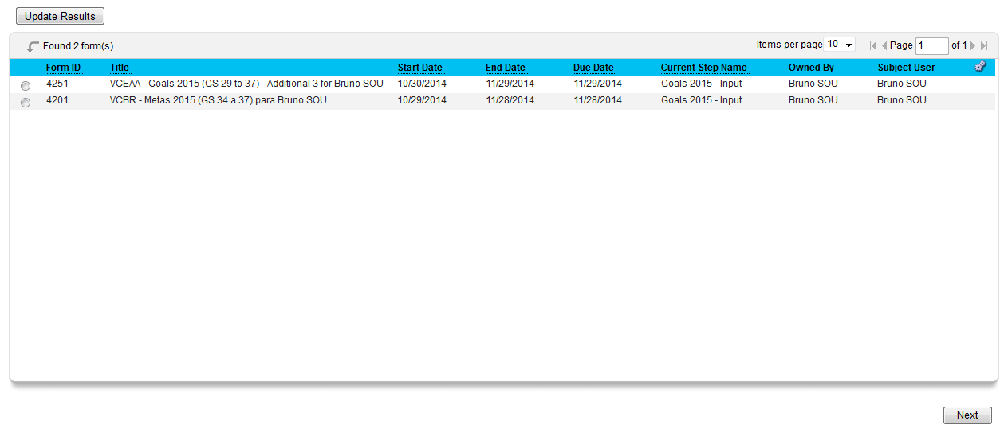 Update Results
Found 2 form(s) Items per page 10 Page 1 of 1
Form ID Title Start Date End Date Due Date Current Step Name Owned By Subject User
4251 VCEAA - Goals 2015 (GS 29 to 37) - Additional 3 for Bruno SOU 10/30/2014 11/29/2014 11/29/2014 Goals 2015 - Input Bruno SOU Bruno SOU
4201 VCBR - Metas 2015 (GS 34 a 37) para Bruno SOU 10/29/2014 11/28/2014 11/28/2014 Goals 2015 - Input Bruno SOU Bruno SOU
Next